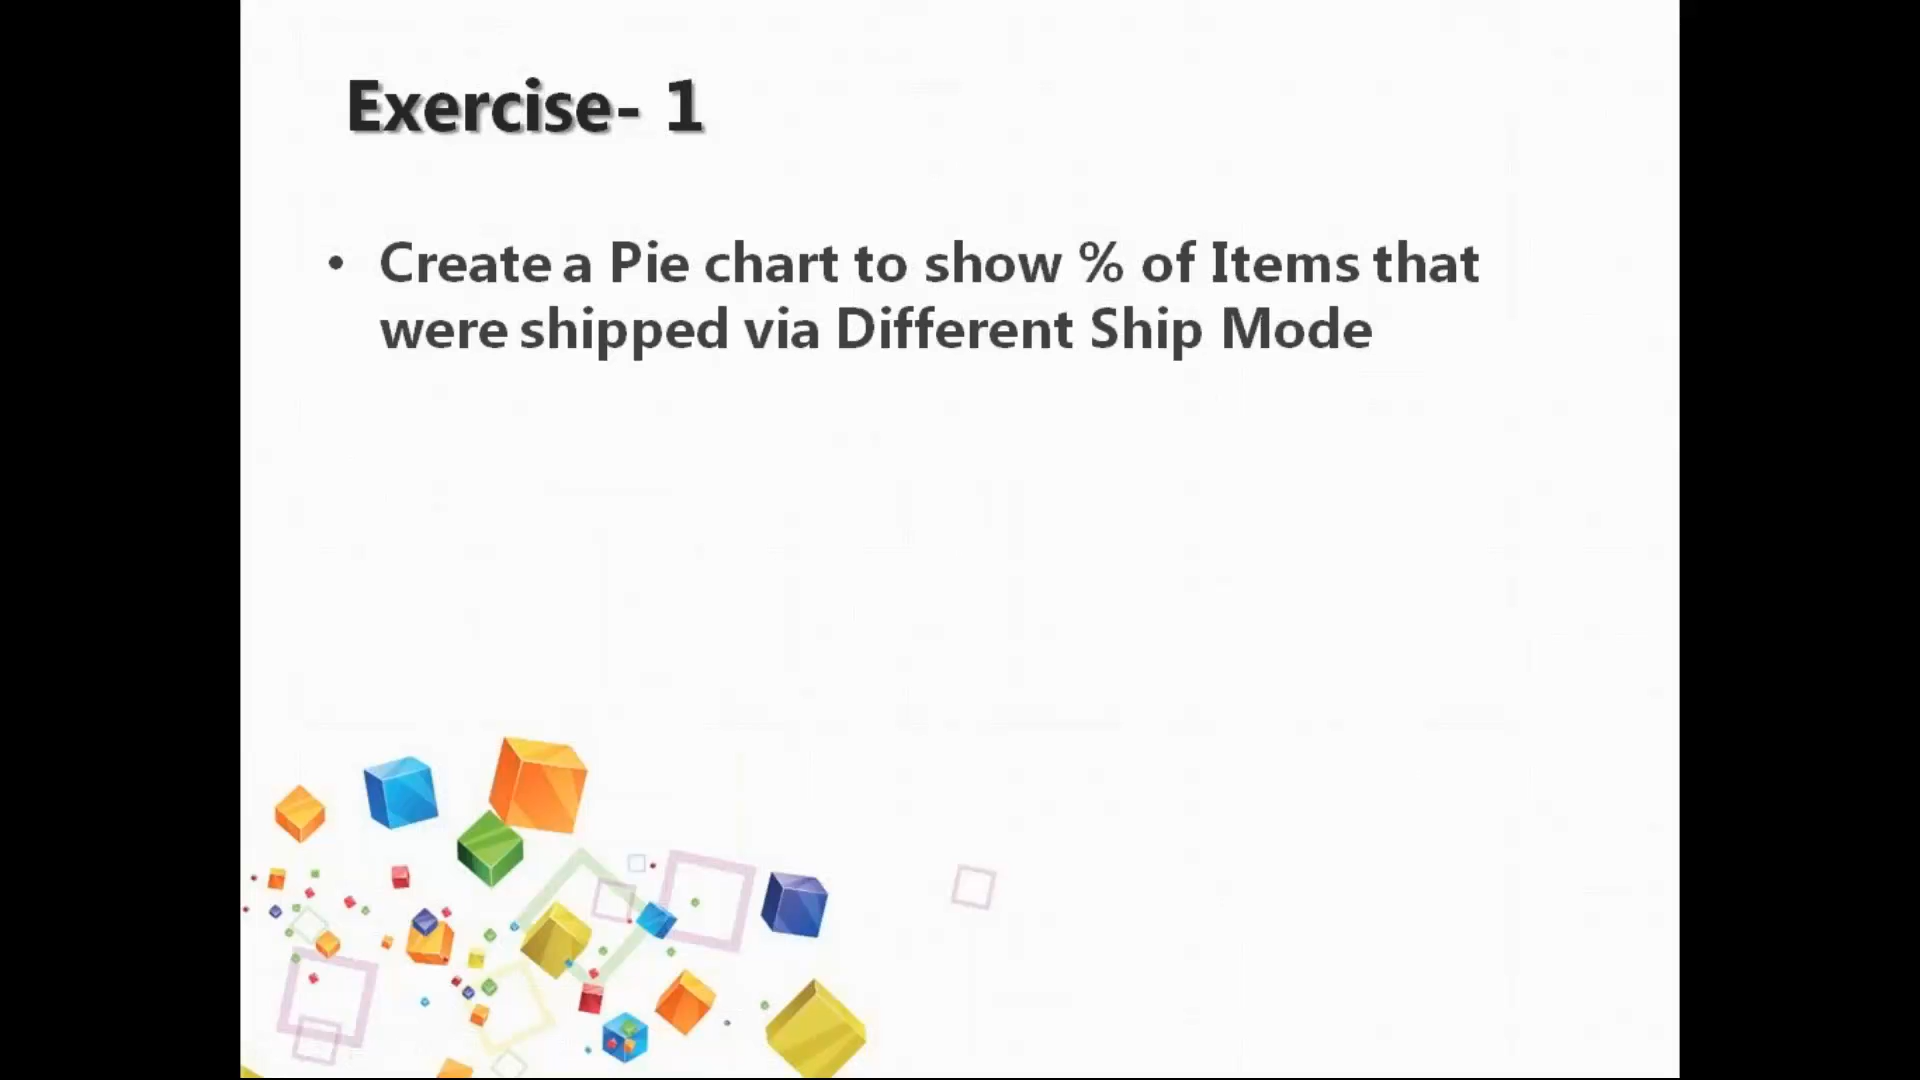 Exercise- 1
• Create a Pie chart to show % of Items that
were shipped via Different Ship Mode